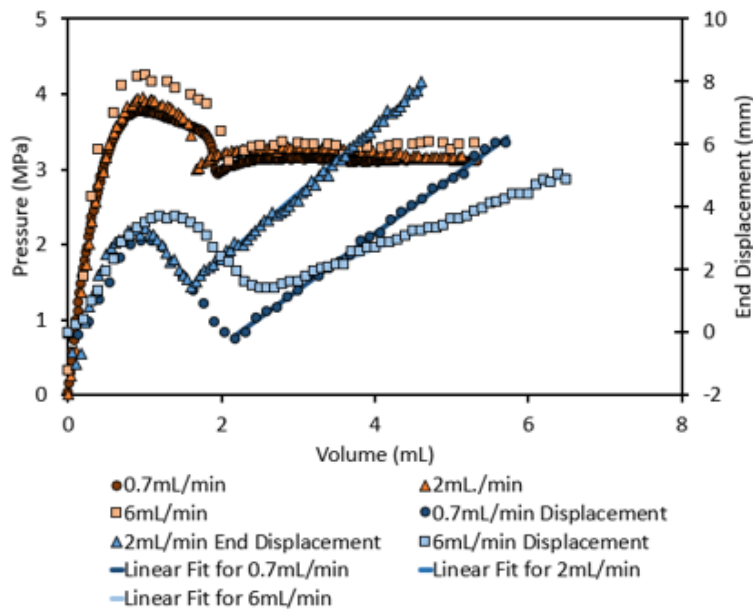 5 10
4 8
3 6
2 4
1 2
0 0
-2
0 2 4 6 8
Pressure (MPa)
End Displacement (mm)
Volume (mL)
0.7mL/min 2mL./min
6mL/min 0.7mL/min Displacement
2mL/min End Displacement 6mL/min Displacement
Linear Fit for 0.7mL/min Linear Fit for 2mL/min
Linear Fit for 6mL/min